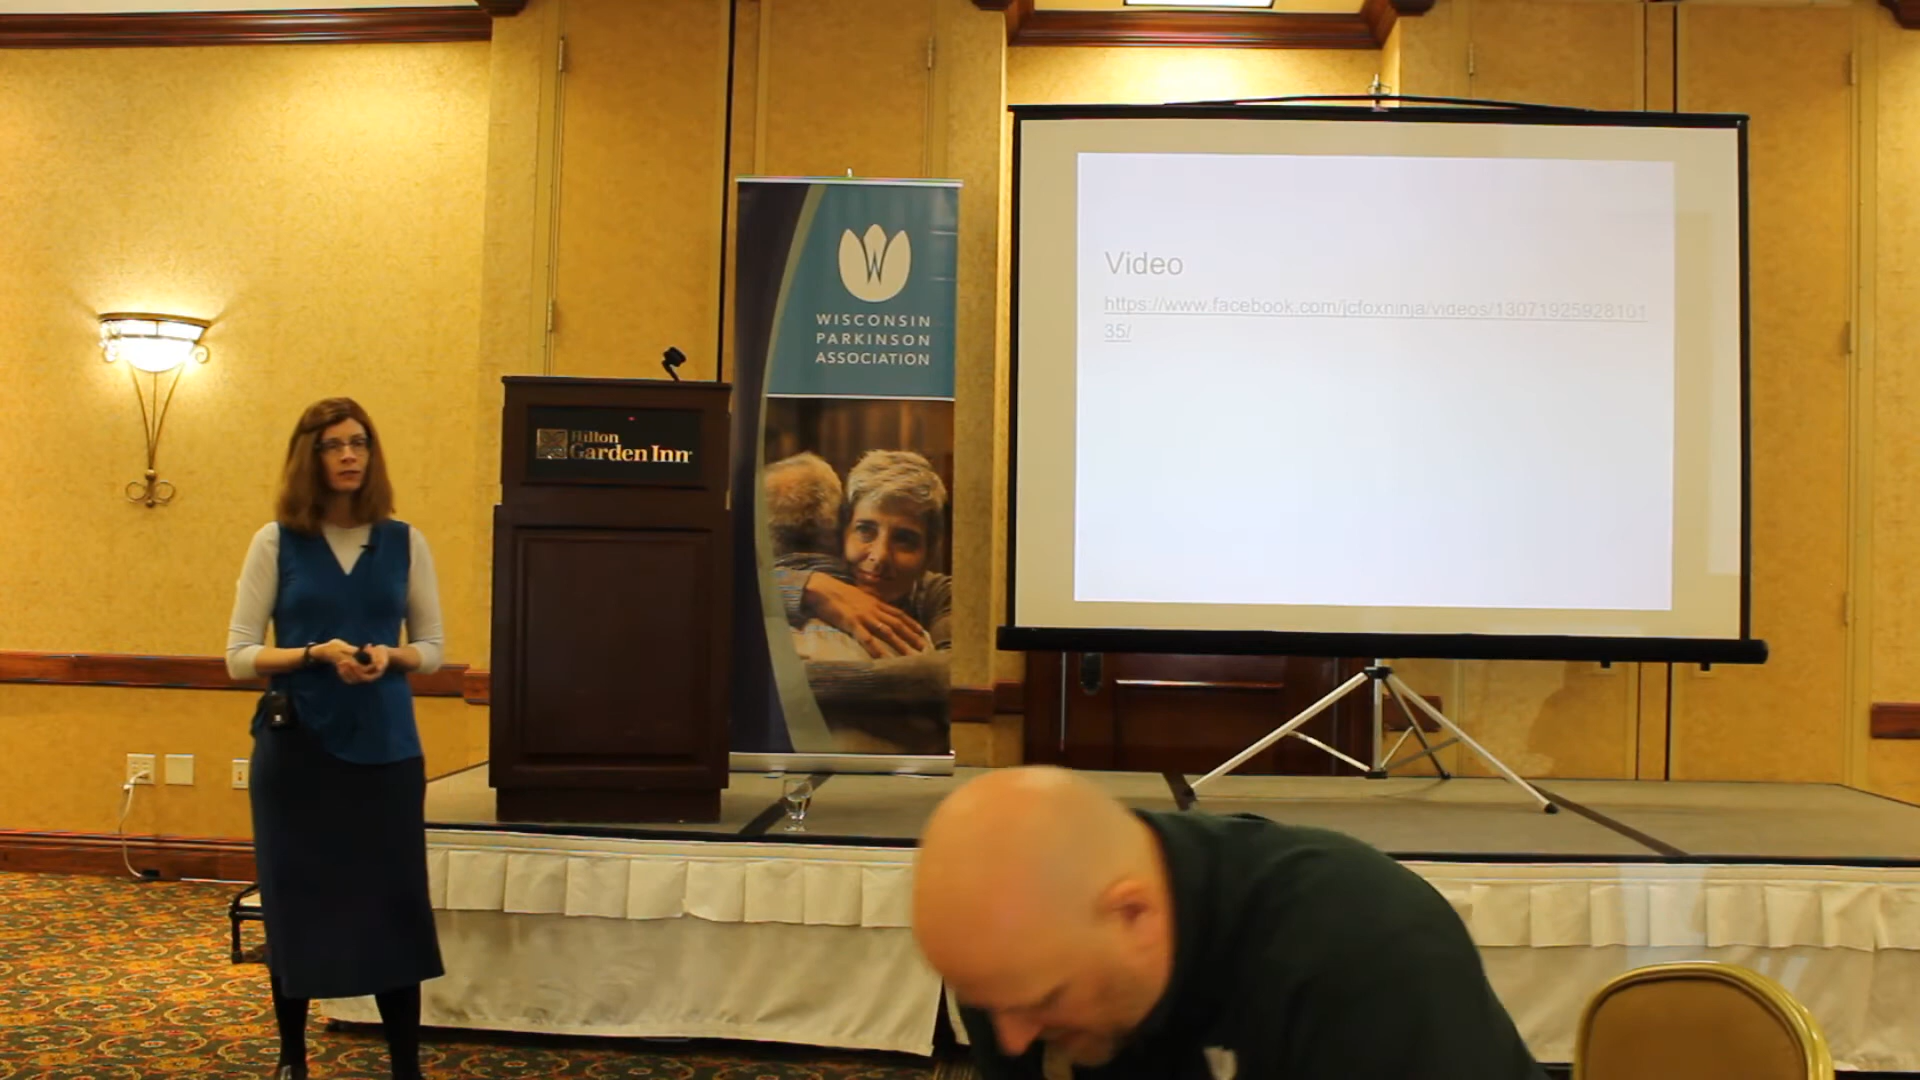 Hilton
Garden Inn
W
WISCONSIN
PARKINSON
ASSOCIATION
Video
https://www.facebook.com/jcfoxninja/videos/13071925928101
35/